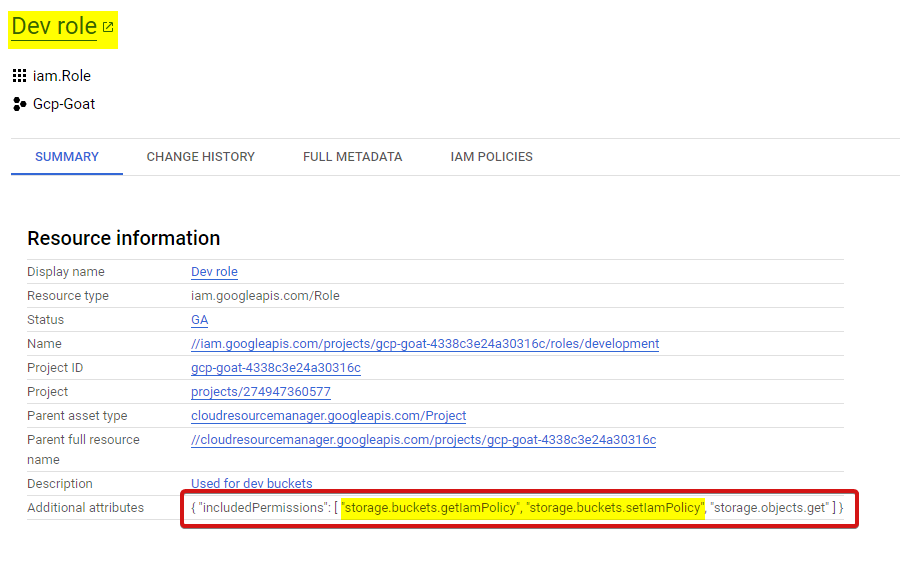 Dev role
iam.Role
Gcp-Goat
SUMMARY CHANGE HISTORY FULL METADATA IAM POLICIES
Resource information
Display name Dev role
Resource type iam.googleapis.com/Role
Status GA
Name //iam.googleapis.com/projects/gcp-goat-4338c3e24a30316c/roles/development
Project ID gcp-goat-4338c3e24a30316c
Project projects/274947360577
Parent asset type cloudresourcemanager.googleapis.com/Project
Parent full resource //cloudresourcemanager.googleapis.com/projects/gcp-goat-4338c3e24a30316c
name
Description Used for dev buckets
Additional attributes { "includedPermissions": [ "storage.buckets.getIamPolicy", "storage.buckets.setIamPolicy", "storage.objects.get" ] }